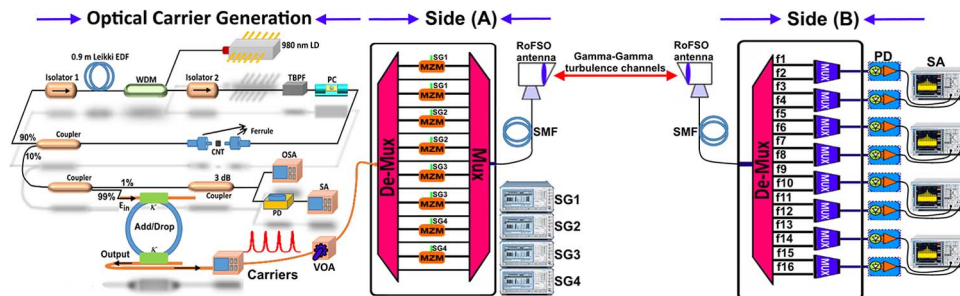 Optical Carrier Generation
980 nm LD
0.9 m Leikki EDF
Isolator 1
WDM
Isolator 2
TBPF
PC
Coupler
90%
10%
Ferrule
CNT
OSA
Coupler
1%
99%
3 dB
Coupler
PD
SA
Ein
K
Add/Drop
K
Output
Carriers
VOA
Side (A)
De-Mux
SG1
MZM
SG1
MZM
SG2
MZM
SG2
MZM
SG3
MZM
SG3
MZM
SG4
MZM
SG4
MZM
Mux
RoFSO
antenna
SMF
SG1
SG2
SG3
SG4
Gamma-Gamma
turbulence channels
RoFSO
antenna
SMF
Side (B)
De-Mux
f1
f2
f3
f4
f5
f6
f7
f8
f9
f10
f11
f12
f13
f14
f15
f16
MUX
MUX
MUX
MUX
MUX
MUX
MUX
MUX
PD
SA